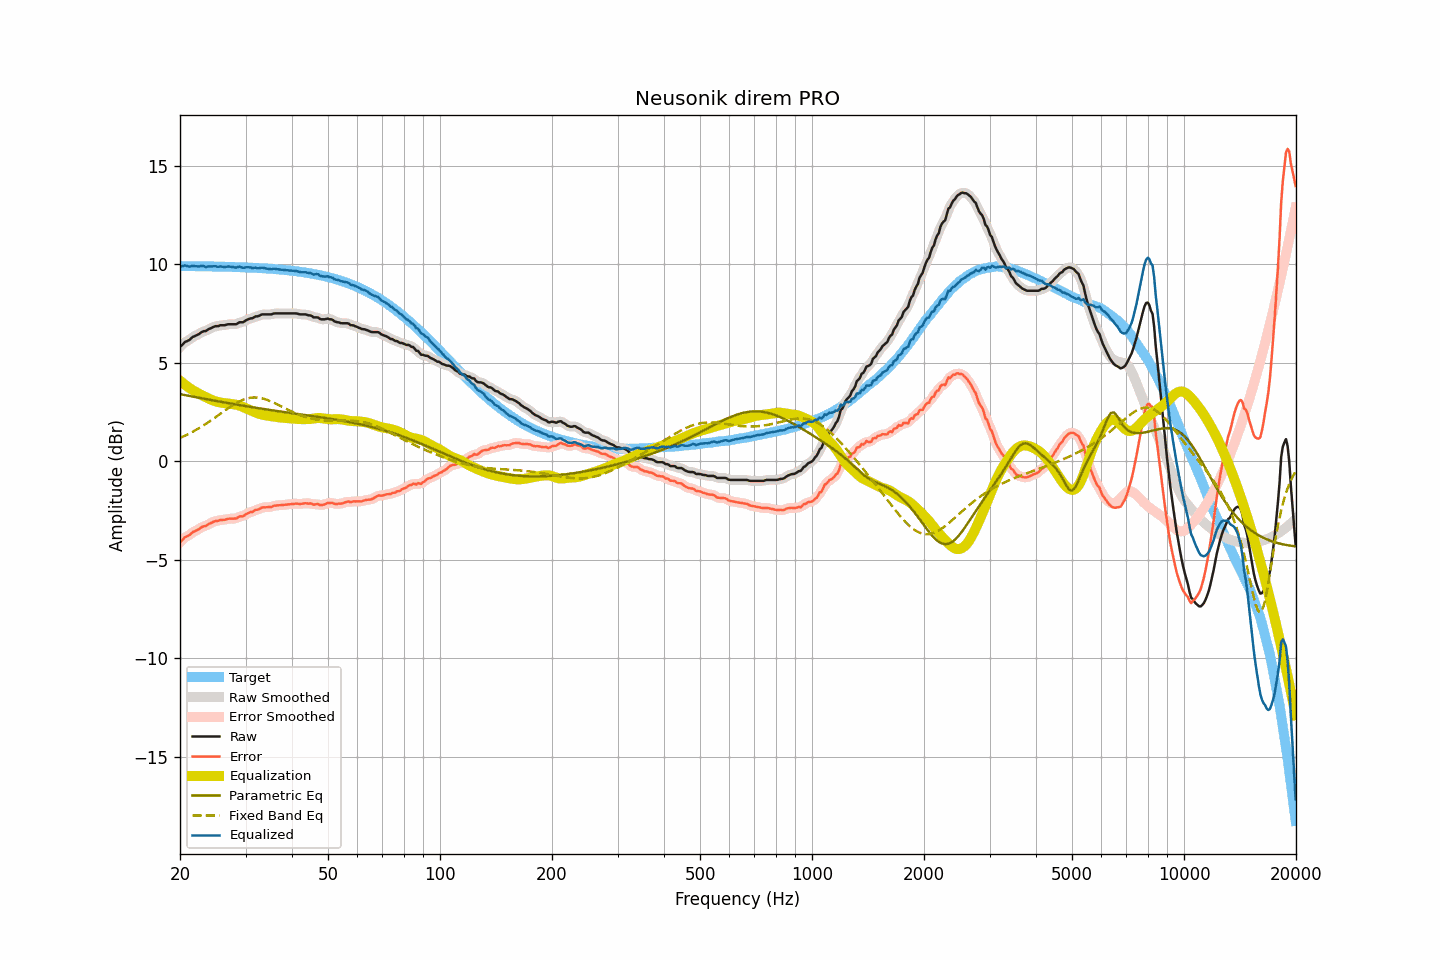 Neusonik direm PRO
Amplitude (dBr)
15
10
5
0
−5
−10
−15
Target
Raw Smoothed
Error Smoothed
Raw
Error
Equalization
Parametric Eq
Fixed Band Eq
Equalized
20 50 100 200 500 1000 2000 5000 10000 20000
Frequency (Hz)